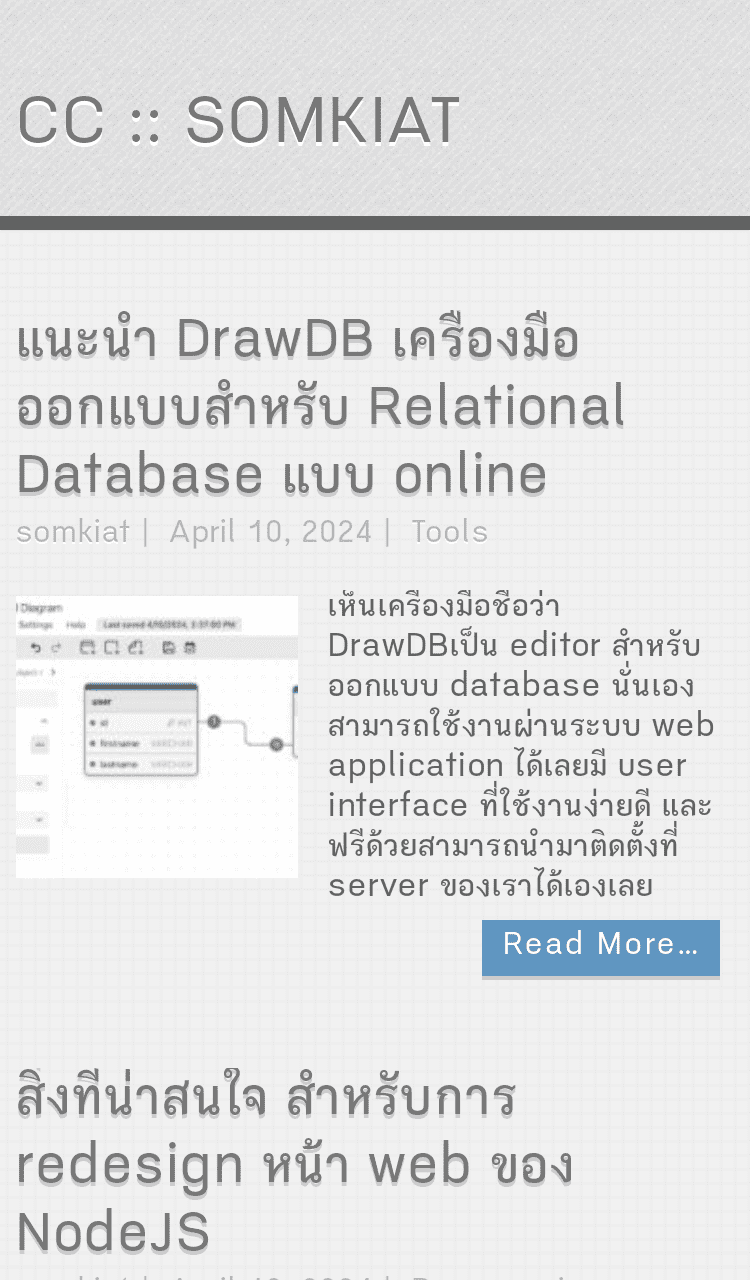 CC :: SOMKIAT
แนะนำ DrawDB เครื่องมือ
ออกแบบสำหรับ Relational
Database แบบ online
somkiat | April 10, 2024 | Tools
Diagram
Settings Help Last saved 4/10/2024, 2:37:00 PM
user
id INT
firstname VARCHAR
lastname VARCHAR
เห็นเครื่องมือชื่อว่า
DrawDBเป็น editor สำหรับ
ออกแบบ database นั่นเอง
สามารถใช้งานผ่านระบบ web
application ได้เลยมี user
interface ที่ใช้งานง่ายดี และ
ฟรีด้วยสามารถนำมาติดตั้งที่
server ของเราได้เองเลย
Read More…
สิ่งที่น่าสนใจ สำหรับการ
redesign หน้า web ของ
NodeJS